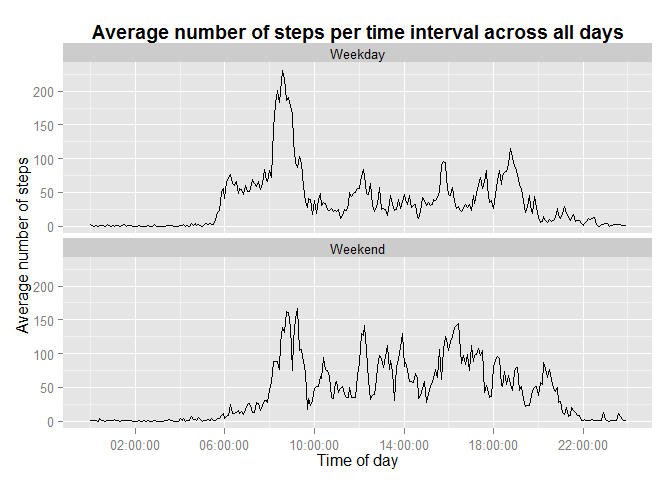 Average number of steps per time interval across all days
Weekday
200
150
100
50
0
Average number of steps
Weekend
200
150
100
50
0
02:00:00 06:00:00 10:00:00 14:00:00 18:00:00 22:00:00
Time of day